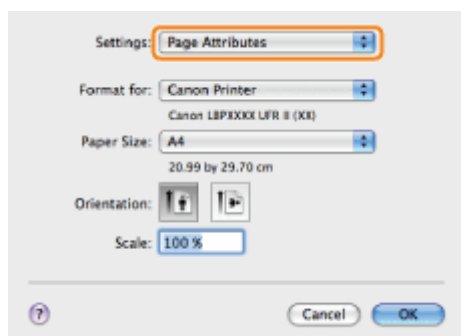 Settings: Page Attributes
Format for: Canon Printer
Canon LBPXXXX UFR II (XX)
Paper Size: A4
20.99 by 29.70 cm
Orientation:
Scale: 100 %
? Cancel OK